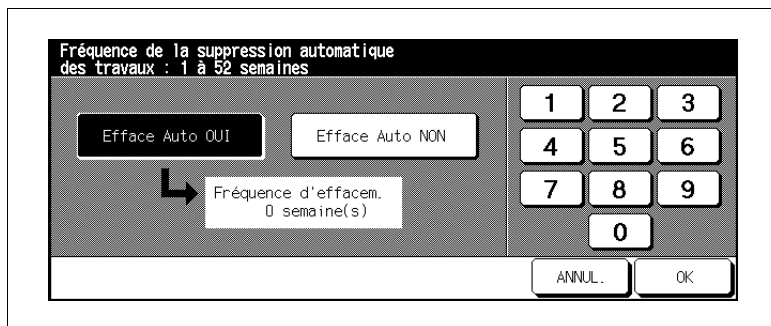 Fréquence de la suppression automatique
des travaux : 1 à 52 semaines
Efface Auto OUI
Efface Auto NON
Fréquence d'effacem.
0 semaine(s)
1 2 3
4 5 6
7 8 9
0
ANNUL.
OK